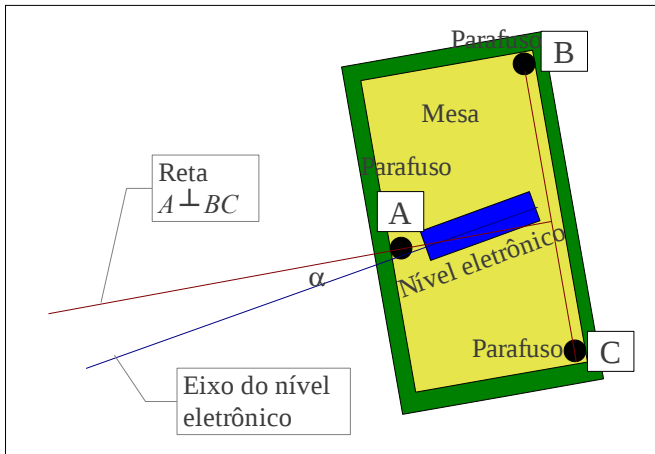 Parafuso
B
Mesa
Parafuso
Reta
A ⊥ BC
A
α
Nível eletrônico
Parafuso
C
Eixo do nível
eletrônico